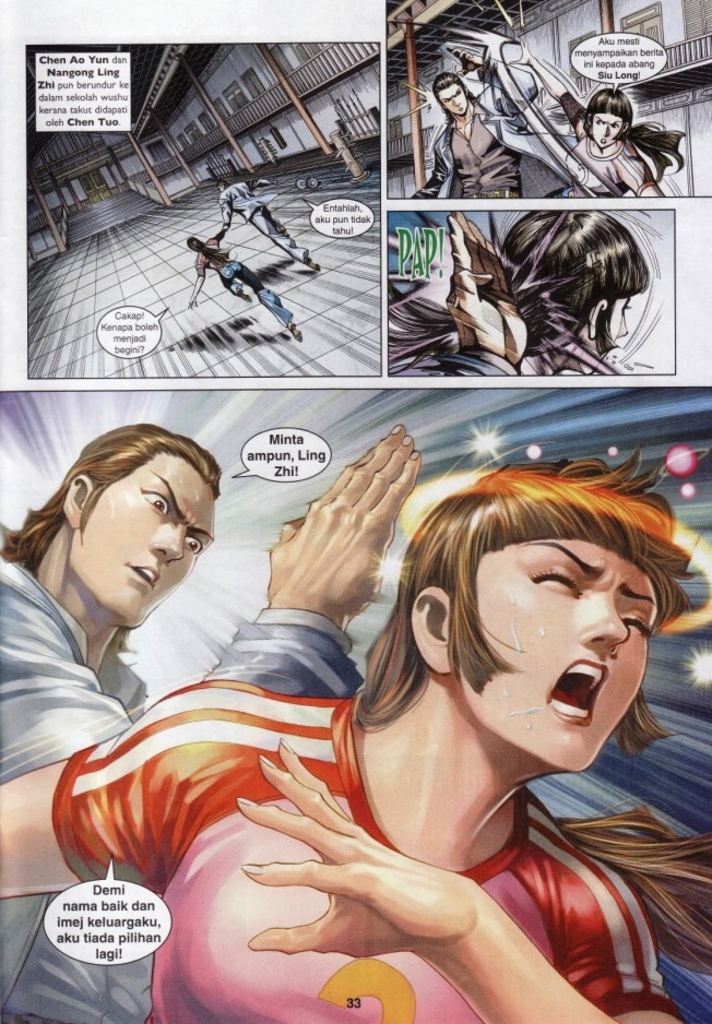 Chen Ao Yun dan
Nangong Ling
Zhi pun berundur ke
dalam sekolah wushu
kerana takut didapati
oleh Chen Tuo.
Entahlah,
aku pun tidak
tahu!
Cakap!
Kenapa boleh
menjadi
begini?
Aku mesti
menyampaikan berita
ini kepada abang
Siu Long!
PAP!
Minta
ampun, Ling
Zhi!
Demi
nama baik dan
imej keluargaku,
aku tiada pilihan
lagi!
2
33